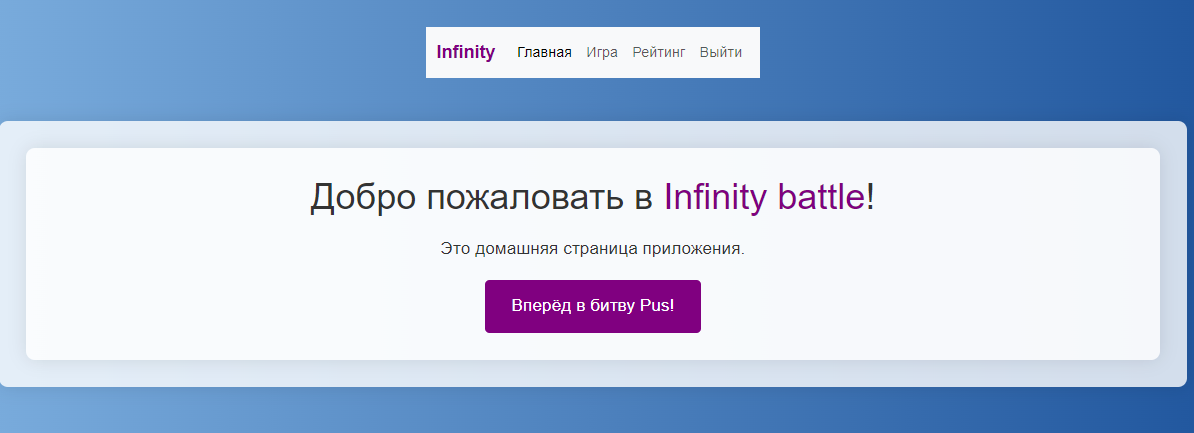 Infinity Главная Игра Рейтинг Выйти
Добро пожаловать в Infinity battle!
Это домашняя страница приложения.
Вперёд в битву Pus!